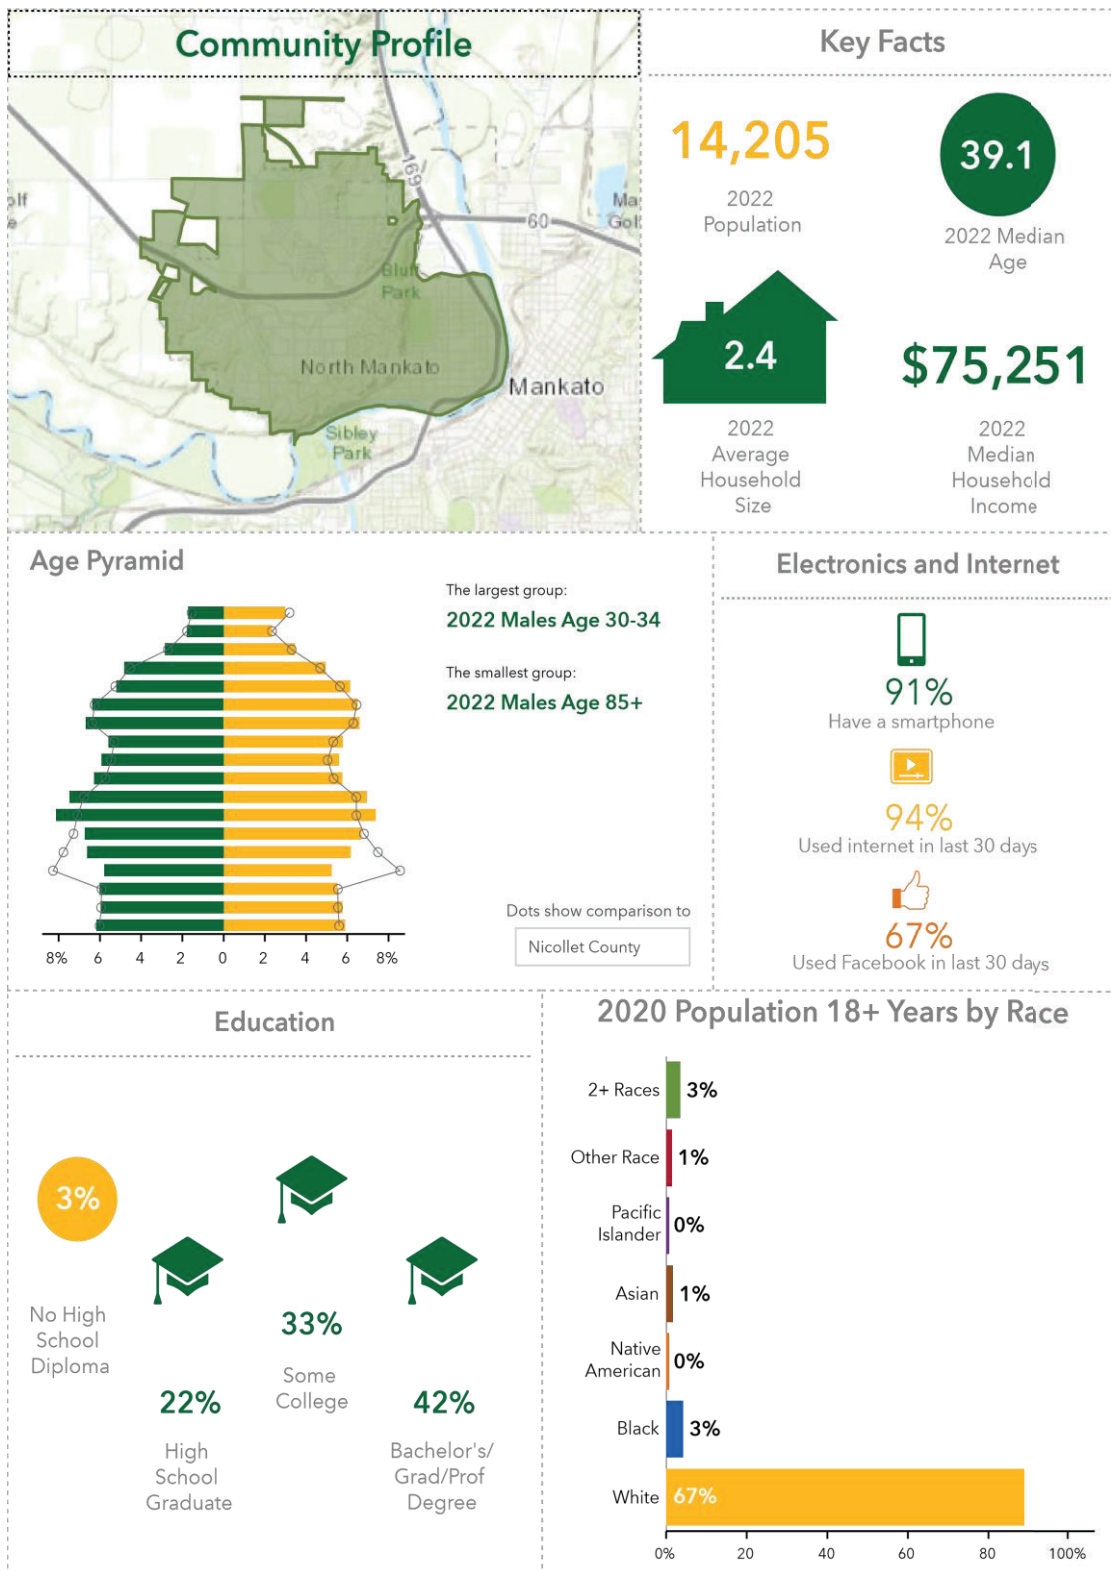 Community Profile
169
60
Ma
Gol
olf
e
Bluff
Park
North Mankato
Mankato
Sibley
Park
Key Facts
14,205
2022
Population
39.1
2022 Median
Age
2.4
2022
Average
Household
Size
$75,251
2022
Median
Household
Income
Age Pyramid
The largest group:
2022 Males Age 30-34
The smallest group:
2022 Males Age 85+
Dots show comparison to
Nicollet County
8% 6 4 2 0 2 4 6 8%
Electronics and Internet
91%
Have a smartphone
94%
Used internet in last 30 days
67%
Used Facebook in last 30 days
Education
3%
No High
School
Diploma
22%
High
School
Graduate
33%
Some
College
42%
Bachelor's/
Grad/Prof
Degree
2020 Population 18+ Years by Race
2+ Races 3%
Other Race 1%
Pacific
Islander 0%
Asian 1%
Native
American 0%
Black 3%
White 67%
0% 20 40 60 80 100%